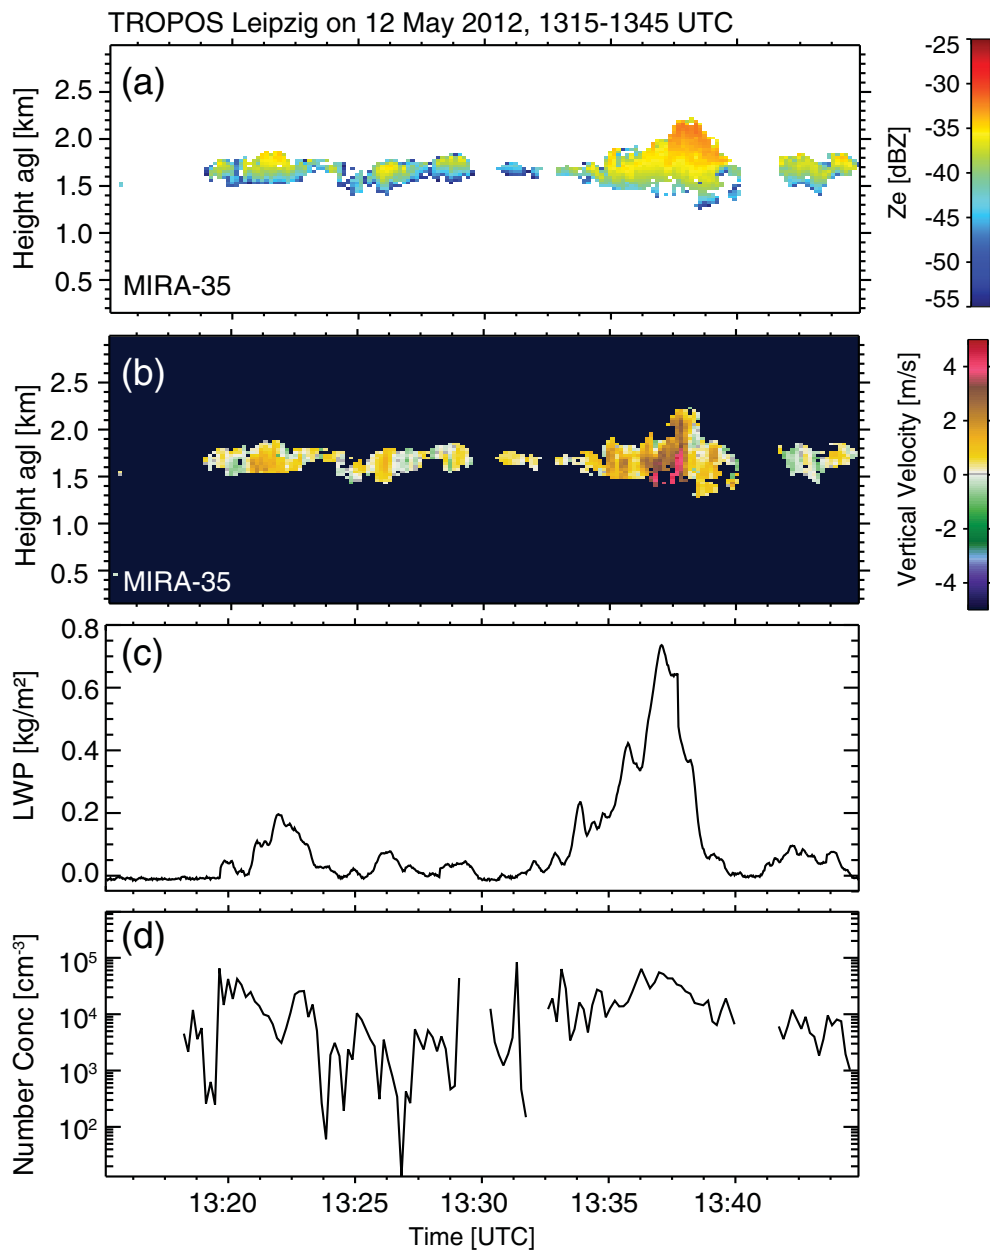 TROPOS Leipzig on 12 May 2012, 1315-1345 UTC
(a)
Height agl [km]
2.5
2.0
1.5
1.0
0.5
MIRA-35
Ze [dBZ]
-25
-30
-35
-40
-45
-50
-55
(b)
Height agl [km]
2.5
2.0
1.5
1.0
0.5
MIRA-35
Vertical Velocity [m/s]
4
2
0
-2
-4
(c)
LWP [kg/m²]
0.8
0.6
0.4
0.2
0.0
(d)
Number Conc [cm⁻³]
10⁵
10⁴
10³
10²
13:20 13:25 13:30 13:35 13:40
Time [UTC]